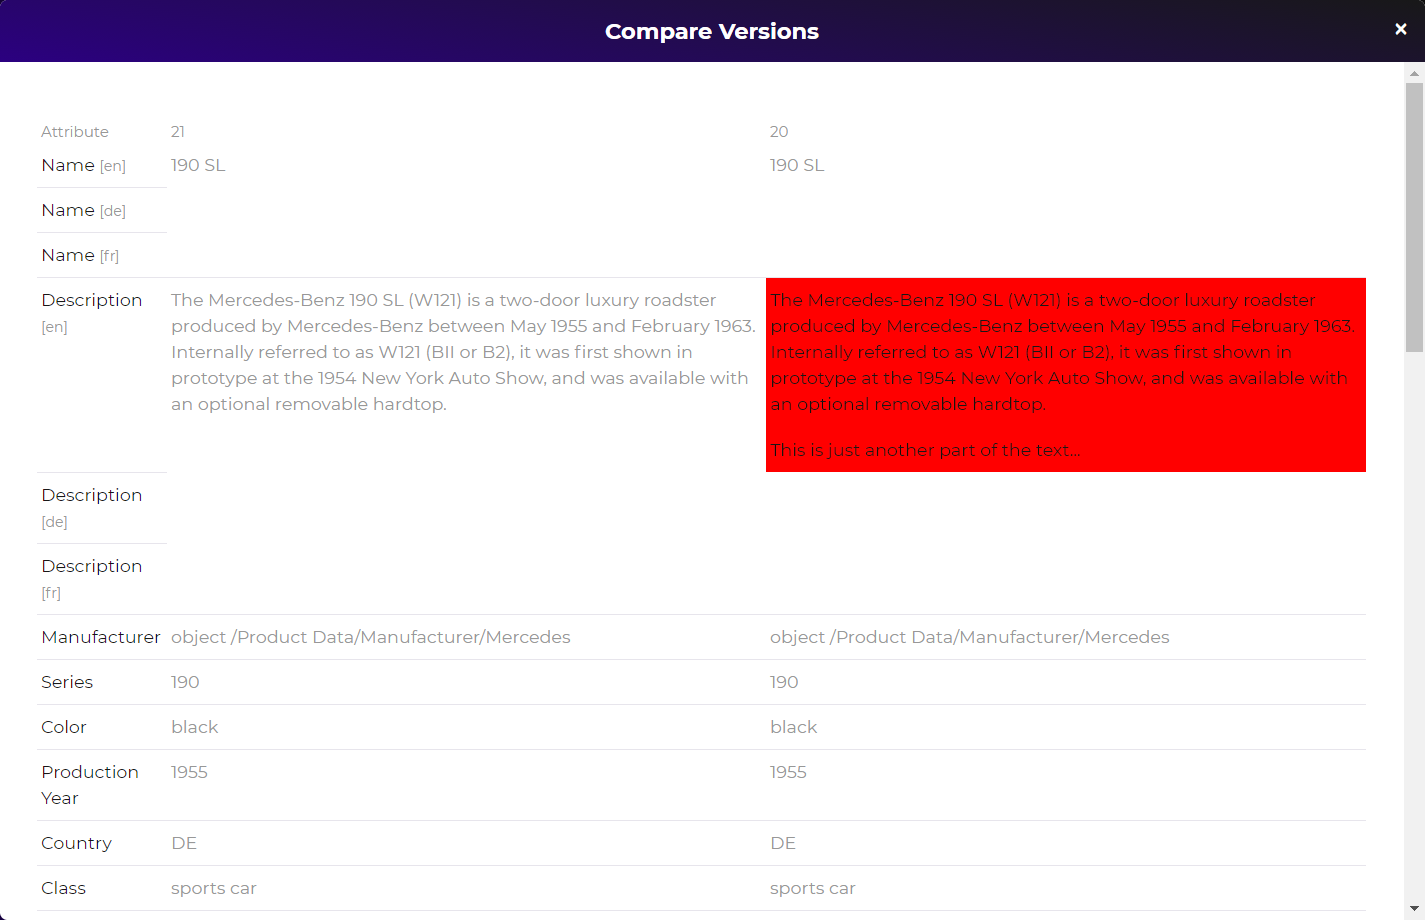 Compare Versions ×
Attribute 21 20
Name [en] 190 SL 190 SL
Name [de]
Name [fr]
Description The Mercedes-Benz 190 SL (W121) is a two-door luxury roadster The Mercedes-Benz 190 SL (W121) is a two-door luxury roadster
[en] produced by Mercedes-Benz between May 1955 and February 1963. produced by Mercedes-Benz between May 1955 and February 1963.
Internally referred to as W121 (BII or B2), it was first shown in Internally referred to as W121 (BII or B2), it was first shown in
prototype at the 1954 New York Auto Show, and was available with prototype at the 1954 New York Auto Show, and was available with
an optional removable hardtop. an optional removable hardtop.
This is just another part of the text...
Description
[de]
Description
[fr]
Manufacturer object /Product Data/Manufacturer/Mercedes object /Product Data/Manufacturer/Mercedes
Series 190 190
Color black black
Production 1955 1955
Year
Country DE DE
Class sports car sports car